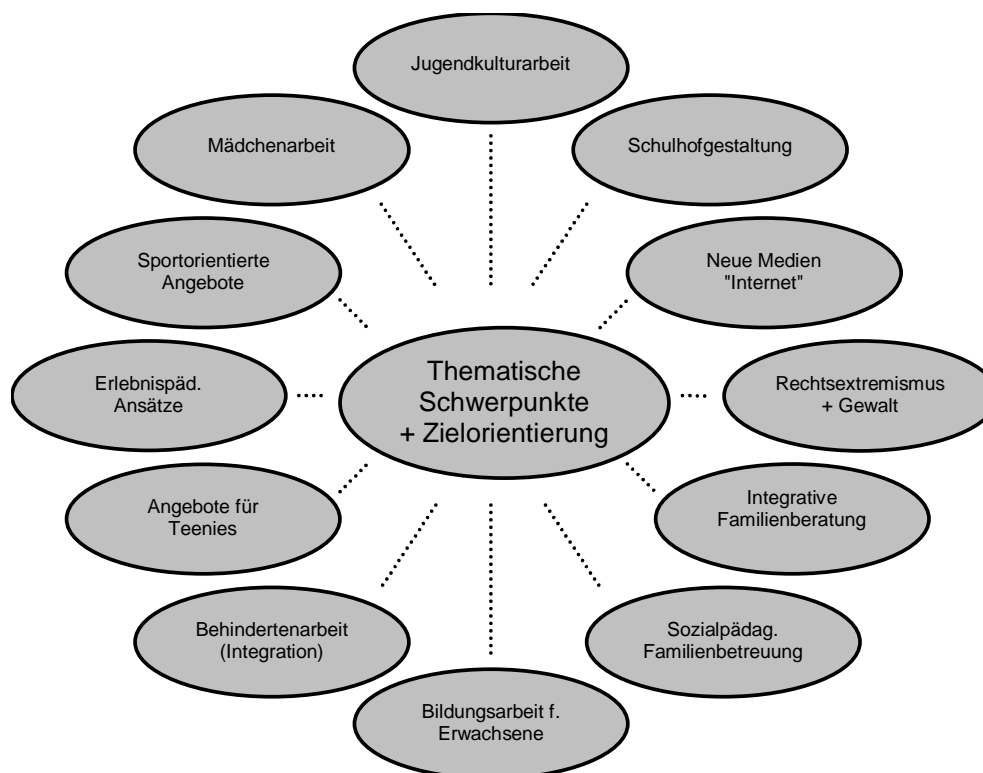 Jugendkulturarbeit
Mädchenarbeit
Schulhofgestaltung
Sportorientierte
Angebote
Neue Medien
"Internet"
Erlebnispäd.
Ansätze
Thematische
Schwerpunkte
+ Zielorientierung
Rechtsextremismus
+ Gewalt
Angebote für
Teenies
Integrative
Familienberatung
Behindertenarbeit
(Integration)
Sozialpädag.
Familienbetreuung
Bildungsarbeit f.
Erwachsene